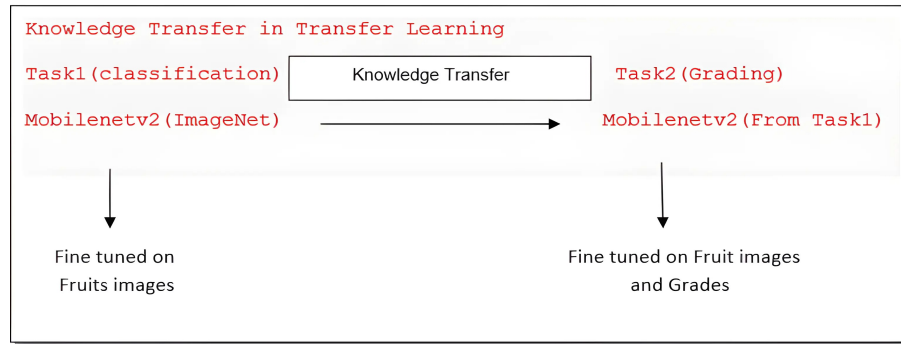 Knowledge Transfer in Transfer Learning
Task1(classification)
Knowledge Transfer
Task2(Grading)
Mobilenetv2(ImageNet)
Mobilenetv2(From Task1)
Fine tuned on
Fruits images
Fine tuned on Fruit images
and Grades